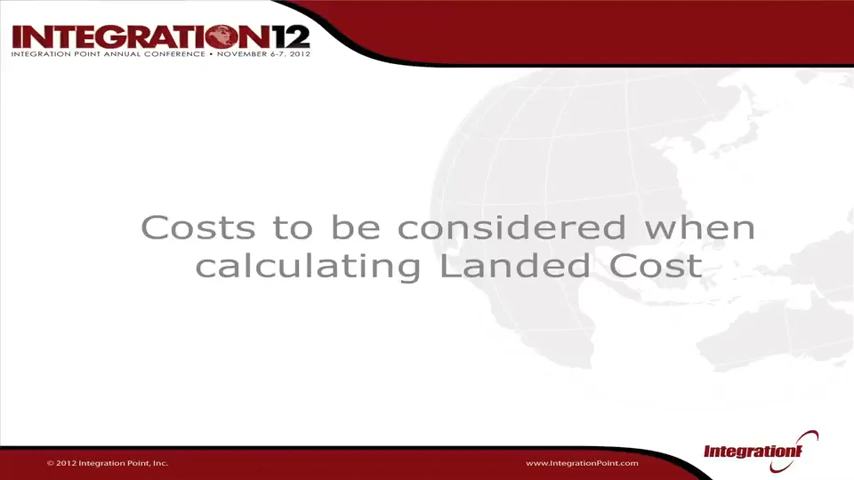 INTEGRATION12
INTEGRATION POINT ANNUAL CONFERENCE • NOVEMBER 6-7, 2012
Costs to be considered when
calculating Landed Cost
© 2012 Integration Point, Inc.
www.IntegrationPoint.com
IntegrationP